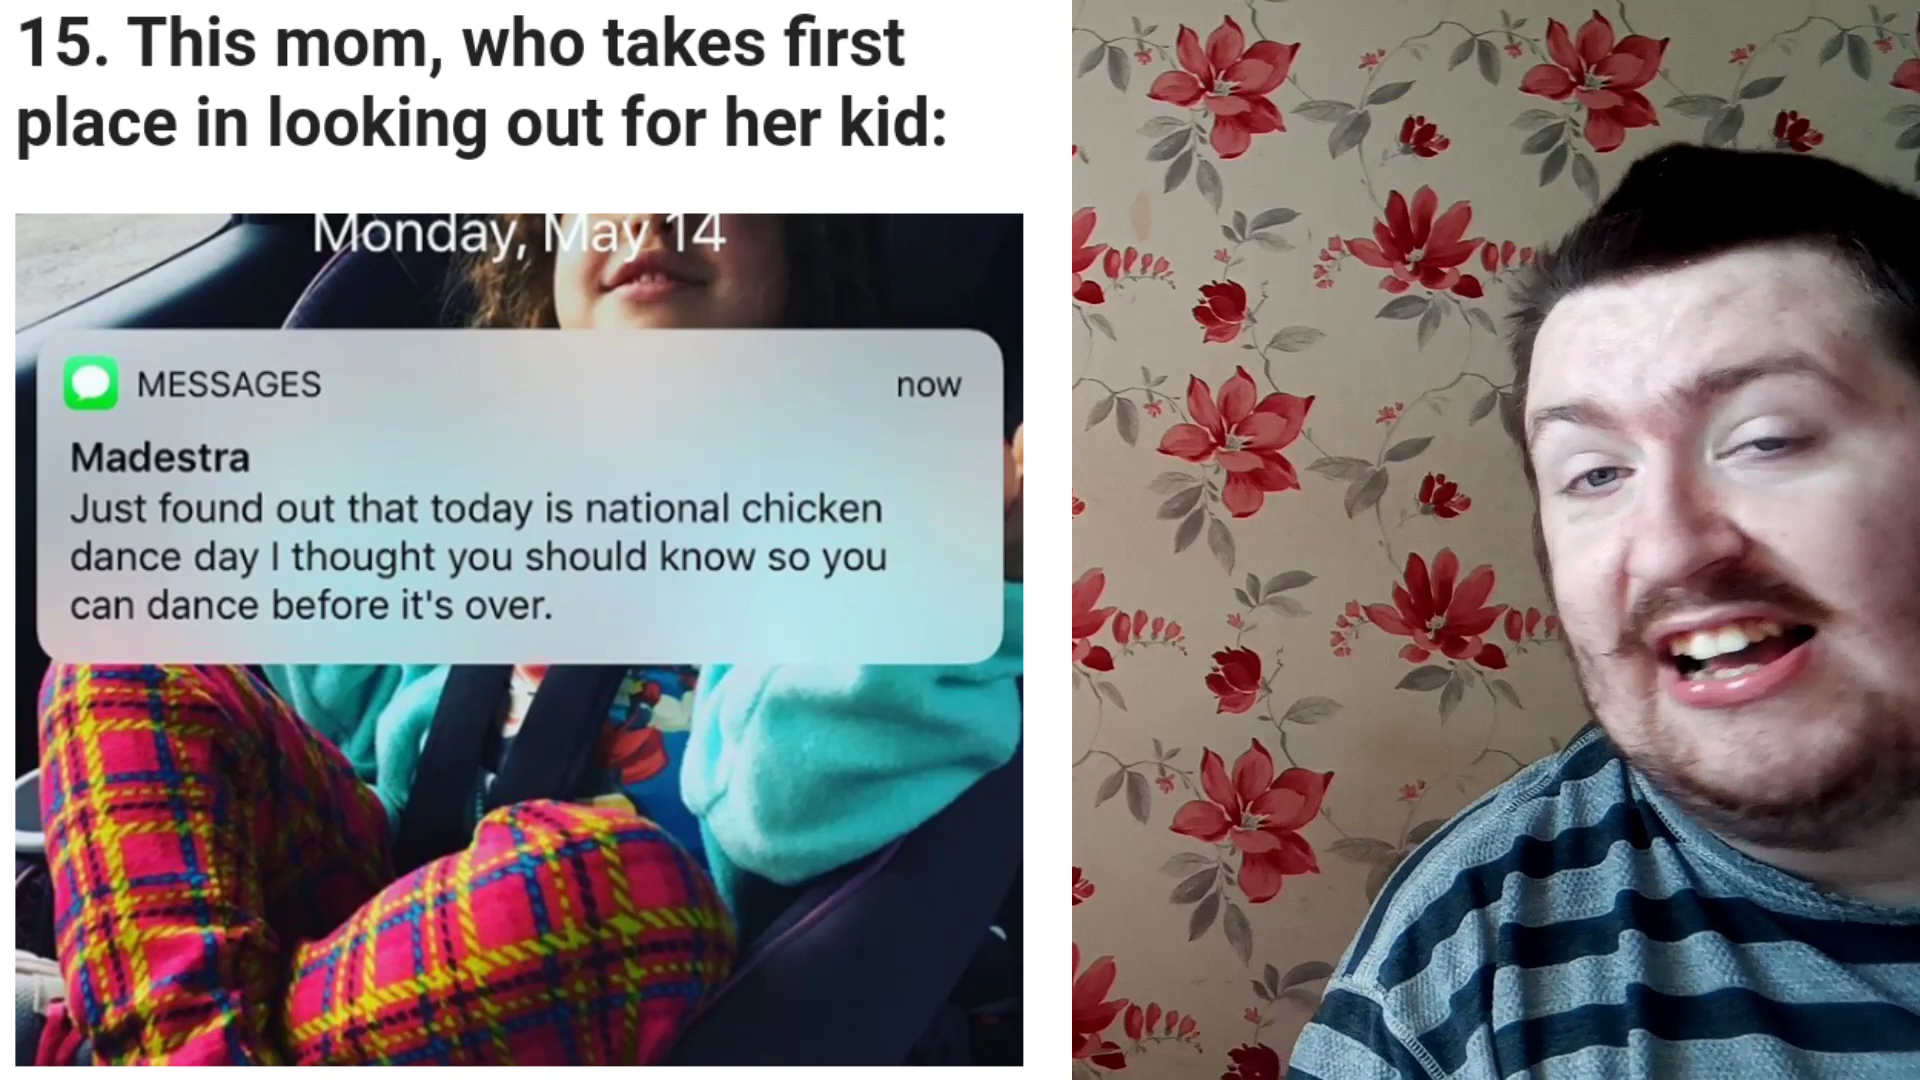 15. This mom, who takes first
place in looking out for her kid:
Monday, May 14
MESSAGES
now
Madestra
Just found out that today is national chicken
dance day I thought you should know so you
can dance before it's over.